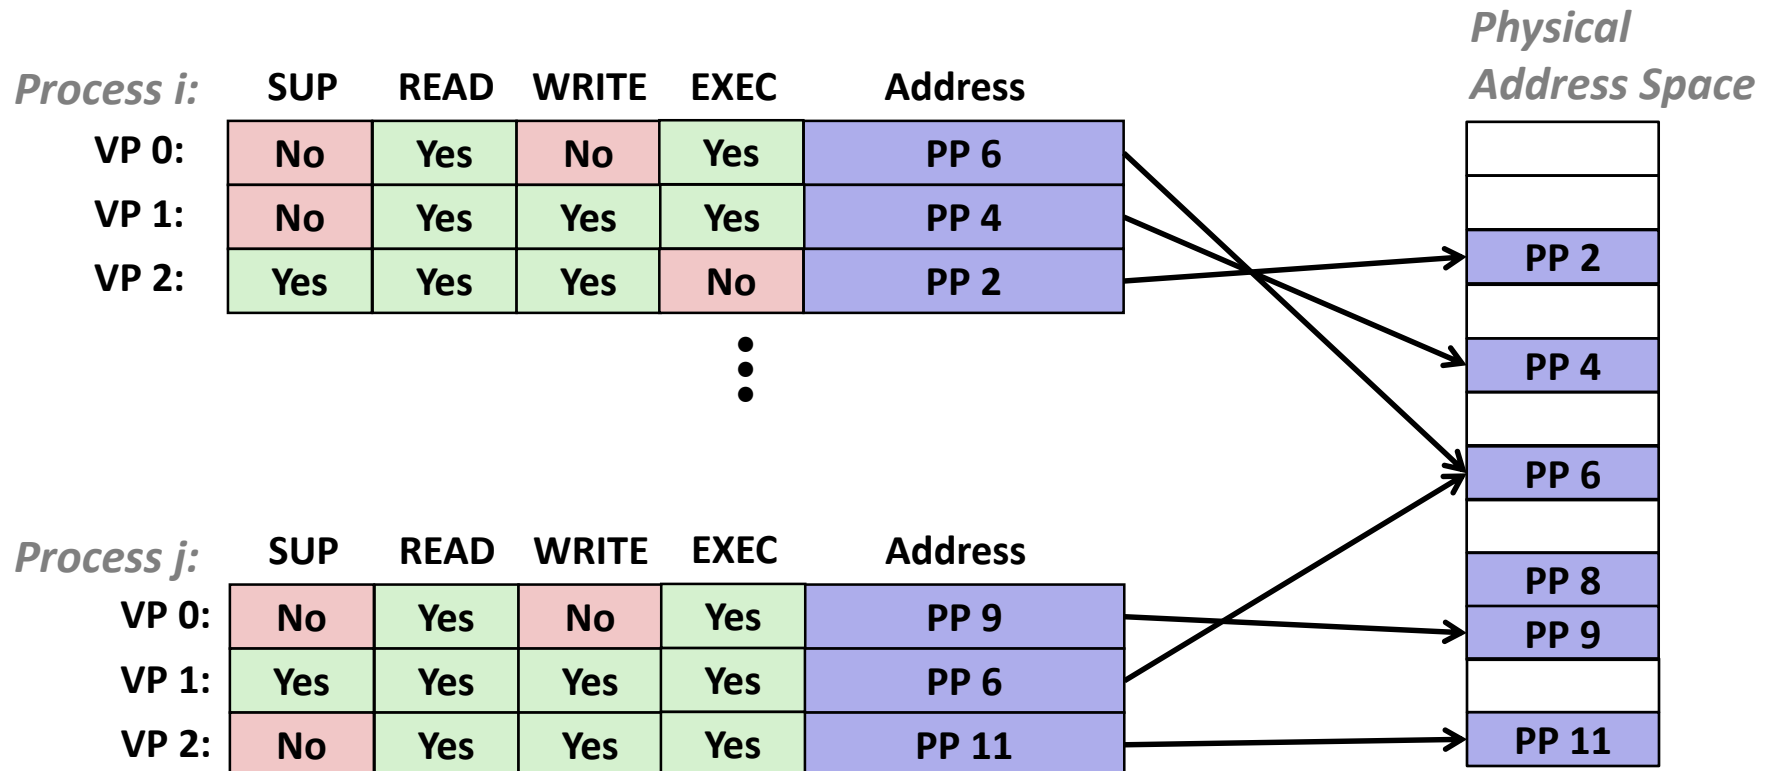 Physical
Address Space
Process i: SUP READ WRITE EXEC Address
VP 0: No Yes No Yes PP 6
VP 1: No Yes Yes Yes PP 4
VP 2: Yes Yes Yes No PP 2
PP 2
PP 4
PP 6
PP 8
PP 9
PP 11
Process j: SUP READ WRITE EXEC Address
VP 0: No Yes No Yes PP 9
VP 1: Yes Yes Yes Yes PP 6
VP 2: No Yes Yes Yes PP 11